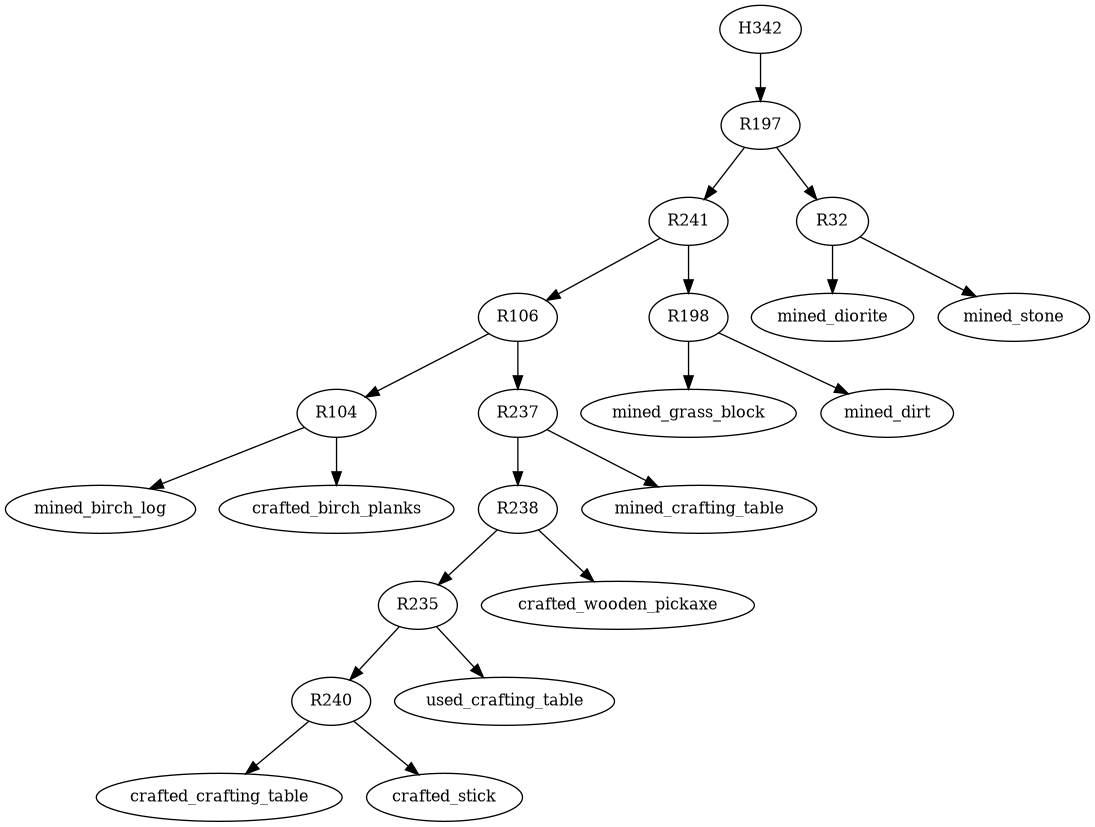 H342
R197
R241
R32
R106
R198
mined_diorite
mined_stone
R104
R237
mined_grass_block
mined_dirt
mined_birch_log
crafted_birch_planks
R238
mined_crafting_table
R235
crafted_wooden_pickaxe
R240
used_crafting_table
crafted_crafting_table
crafted_stick